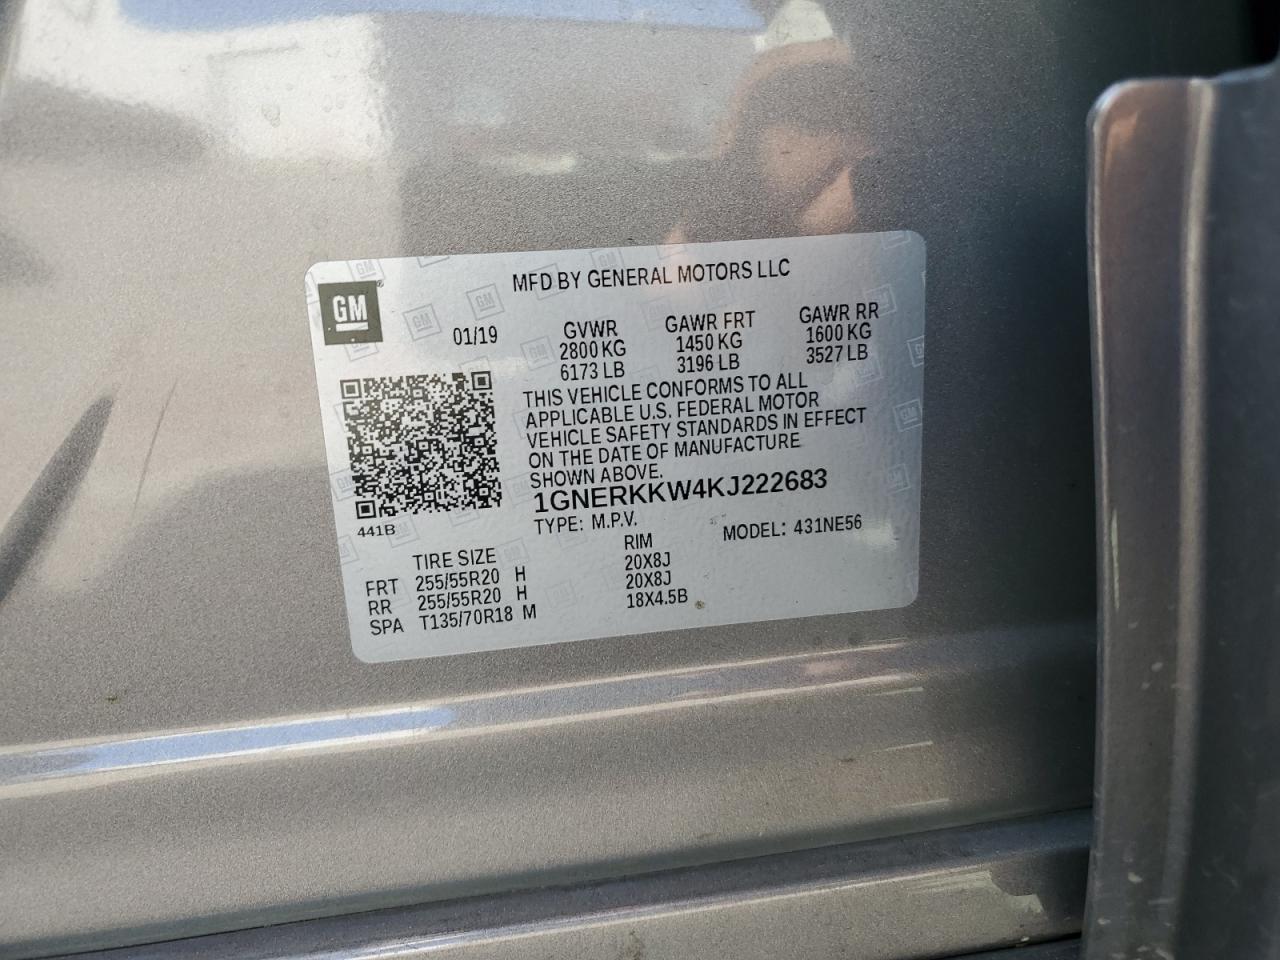 MFD BY GENERAL MOTORS LLC
GM
01/19
GVWR GAWR FRT GAWR RR
2800 KG 1450 KG 1600 KG
6173 LB 3196 LB 3527 LB
THIS VEHICLE CONFORMS TO ALL
APPLICABLE U.S. FEDERAL MOTOR
VEHICLE SAFETY STANDARDS IN EFFECT
ON THE DATE OF MANUFACTURE
SHOWN ABOVE.
1GNERKKW4KJ222683
441B
TYPE: M.P.V. MODEL: 431NE56
TIRE SIZE RIM
FRT 255/55R20 H 20X8J
RR 255/55R20 H 20X8J
SPA T135/70R18 M 18X4.5B